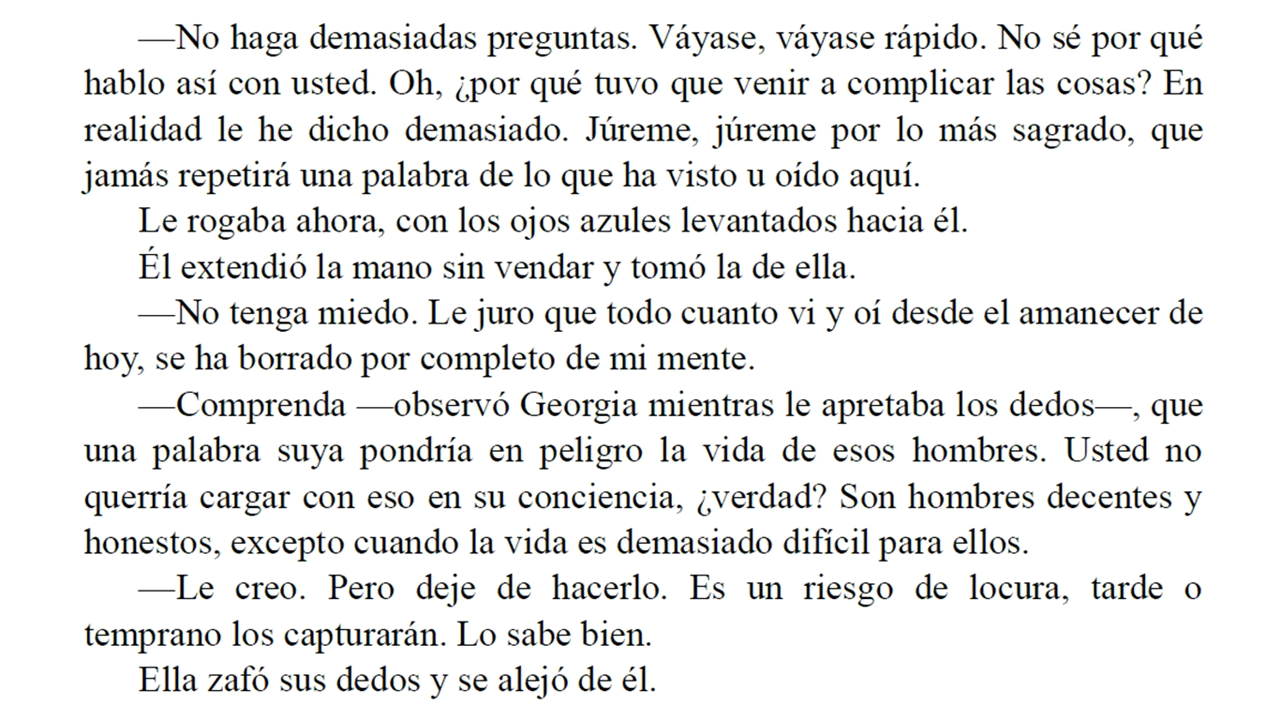 —No haga demasiadas preguntas. Váyase, váyase rápido. No sé por qué
hablo así con usted. Oh, ¿por qué tuvo que venir a complicar las cosas? En
realidad le he dicho demasiado. Júreme, júreme por lo más sagrado, que
jamás repetirá una palabra de lo que ha visto u oído aquí.
Le rogaba ahora, con los ojos azules levantados hacia él.
Él extendió la mano sin vendar y tomó la de ella.
—No tenga miedo. Le juro que todo cuanto vi y oí desde el amanecer de
hoy, se ha borrado por completo de mi mente.
—Comprenda —observó Georgia mientras le apretaba los dedos—, que
una palabra suya pondría en peligro la vida de esos hombres. Usted no
querría cargar con eso en su conciencia, ¿verdad? Son hombres decentes y
honestos, excepto cuando la vida es demasiado difícil para ellos.
—Le creo. Pero deje de hacerlo. Es un riesgo de locura, tarde o
temprano los capturarán. Lo sabe bien.
Ella zafó sus dedos y se alejó de él.